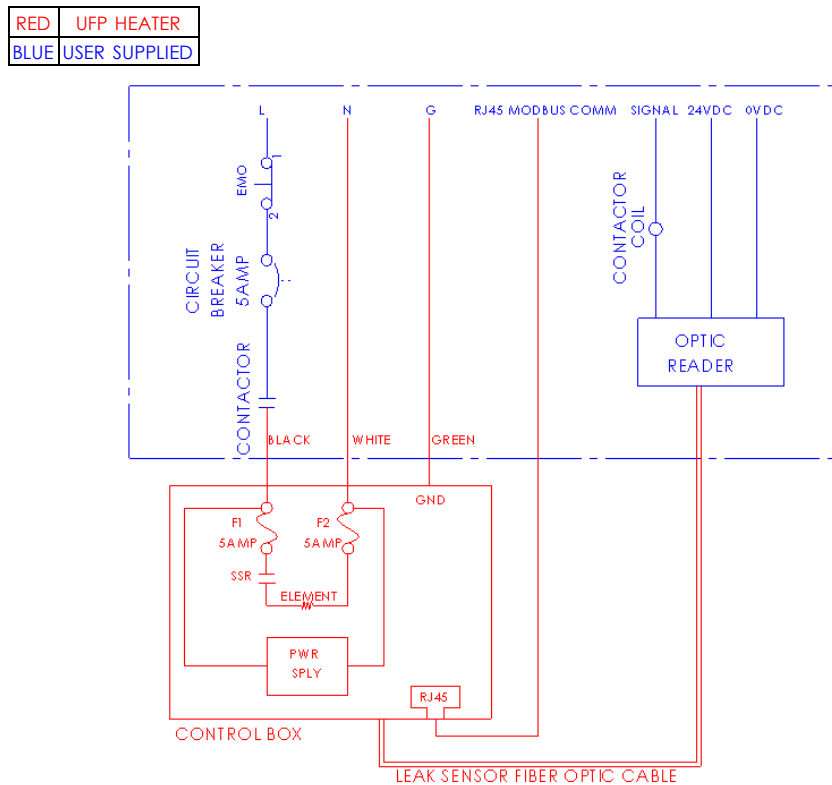 RED UFP HEATER
BLUE USER SUPPLIED
L N G RJ45 MODBUS COMM SIGNAL 24VDC 0VDC
1
EMO
2
CIRCUIT
BREAKER
5AMP
CONTACTOR
COIL
OPTIC
READER
CONTACTOR
BLACK WHITE GREEN
GND
F1
5AMP
F2
5AMP
SSR
ELEMENT
PWR
SPLY
RJ45
CONTROL BOX
LEAK SENSOR FIBER OPTIC CABLE